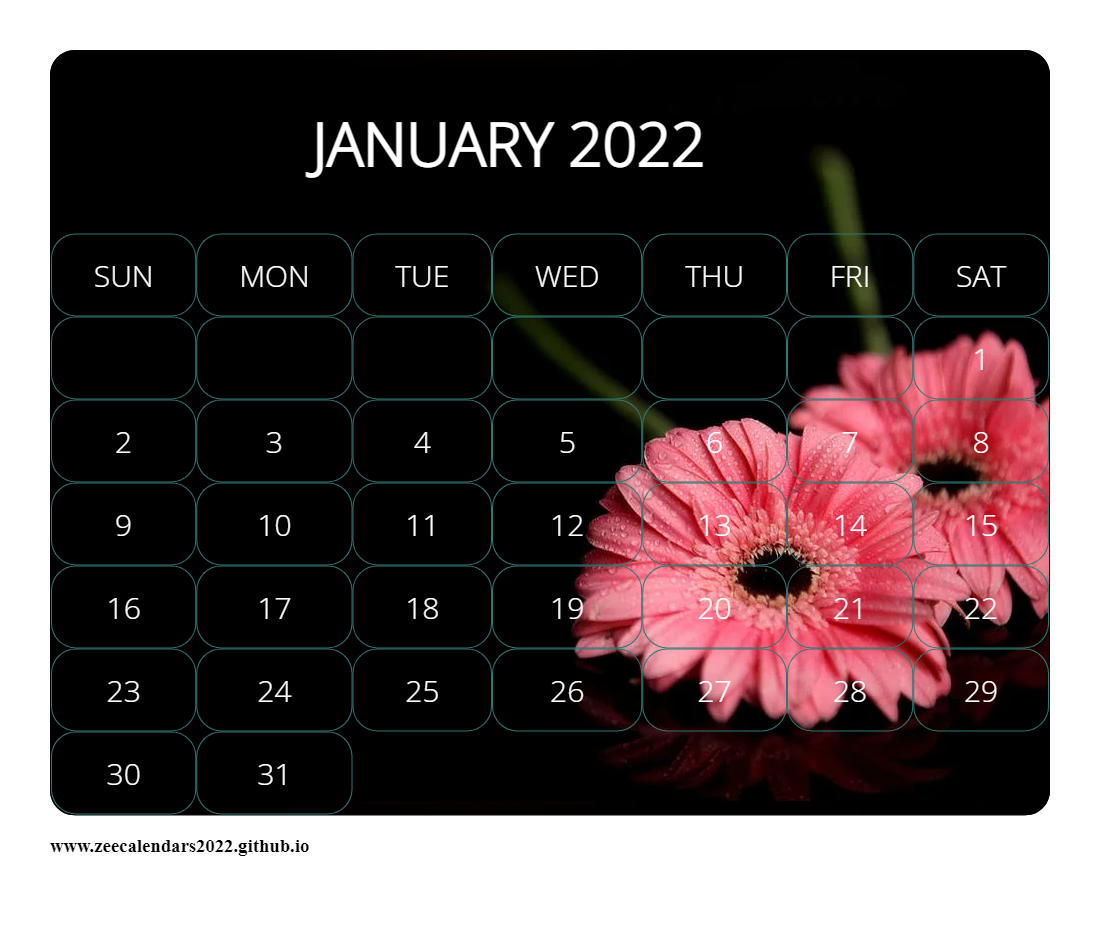 JANUARY 2022
SUN MON TUE WED THU FRI SAT
1
2 3 4 5 6 7 8
9 10 11 12 13 14 15
16 17 18 19 20 21 22
23 24 25 26 27 28 29
30 31
www.zeecalendars2022.github.io